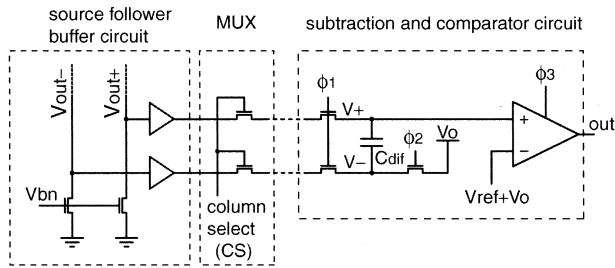 source follower
buffer circuit
MUX
subtraction and comparator circuit
Vout−
Vout+
ϕ1
ϕ3
V+
ϕ2
Vo
out
+
V−
Cdif
−
Vbn
column
select
(CS)
Vref+Vo